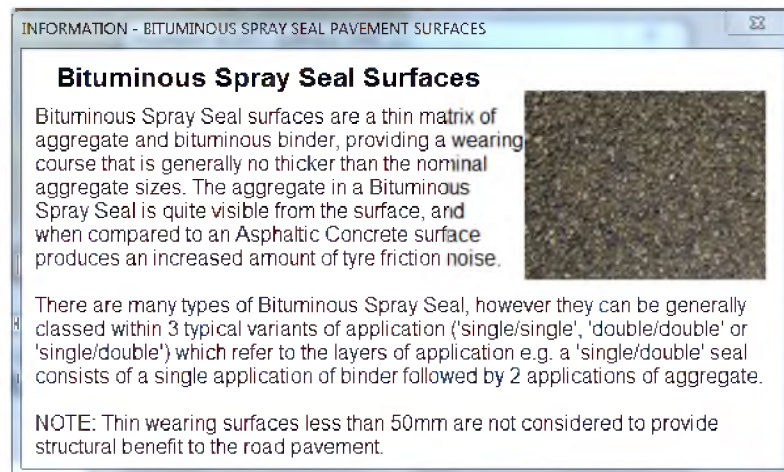 INFORMATION - BITUMINOUS SPRAY SEAL PAVEMENT SURFACES
Bituminous Spray Seal Surfaces
Bituminous Spray Seal surfaces are a thin matrix of
aggregate and bituminous binder, providing a wearing
course that is generally no thicker than the nominal
aggregate sizes. The aggregate in a Bituminous
Spray Seal is quite visible from the surface, and
when compared to an Asphaltic Concrete surface
produces an increased amount of tyre friction noise.
There are many types of Bituminous Spray Seal, however they can be generally
classed within 3 typical variants of application ('single/single', 'double/double' or
'single/double') which refer to the layers of application e.g. a 'single/double' seal
consists of a single application of binder followed by 2 applications of aggregate.
NOTE: Thin wearing surfaces less than 50mm are not considered to provide
structural benefit to the road pavement.